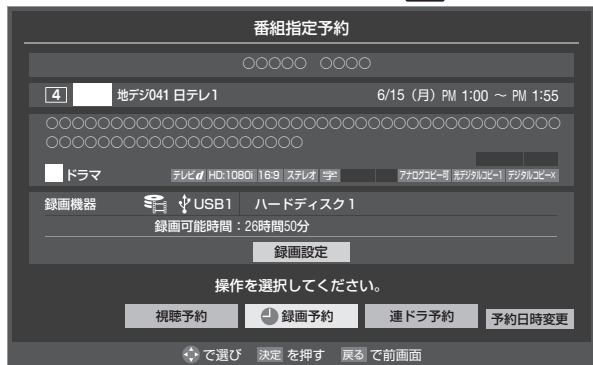 番組指定予約
○○○○○ ○○○○
4 地デジ041 日テレ1 6/15（月）PM 1:00 ～ PM 1:55
○○○○○○○○○○○○○○○○○○○○○○○○○○○○○○
○○○○○○○○○○○○○○○
ドラマ テレビd HD:1080i 16:9 ステレオ 字 アナログコピー可 光デジタルコピー1 デジタルコピー×
録画機器 USB1 ハードディスク1
録画可能時間：26時間50分
録画設定
操作を選択してください。
視聴予約 録画予約 連ドラ予約 予約日時変更
で選び 決定 を押す 戻る で前画面